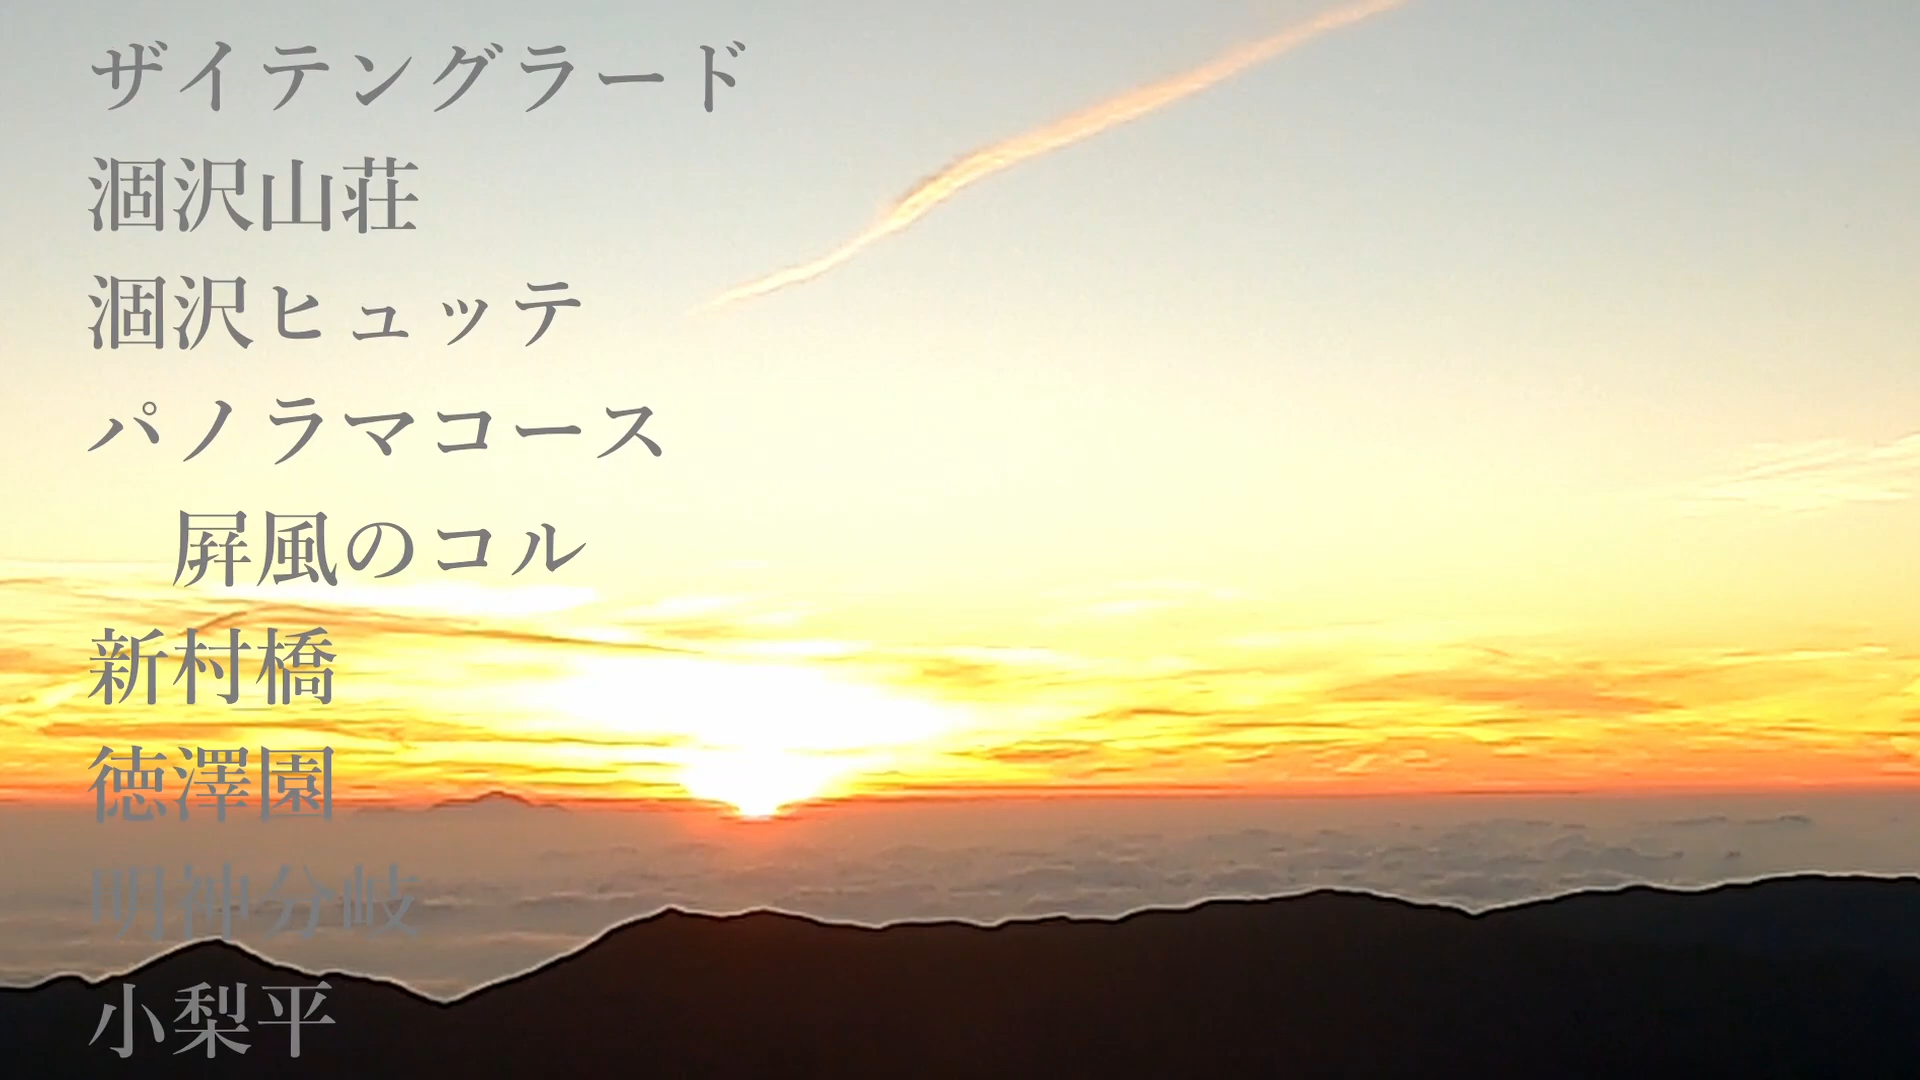 ザイテングラード
涸沢山荘
涸沢ヒュッテ
パノラマコース
屛風のコル
新村橋
徳澤園
明神分岐
小梨平